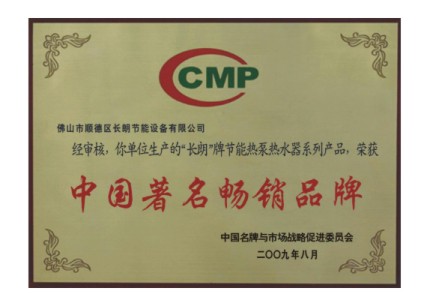 CMP
佛山市顺德区长朗节能设备有限公司
经审核，你单位生产的“长朗”牌节能热泵热水器系列产品，荣获
中国著名畅销品牌
中国名牌与市场战略促进委员会
二〇〇九年八月